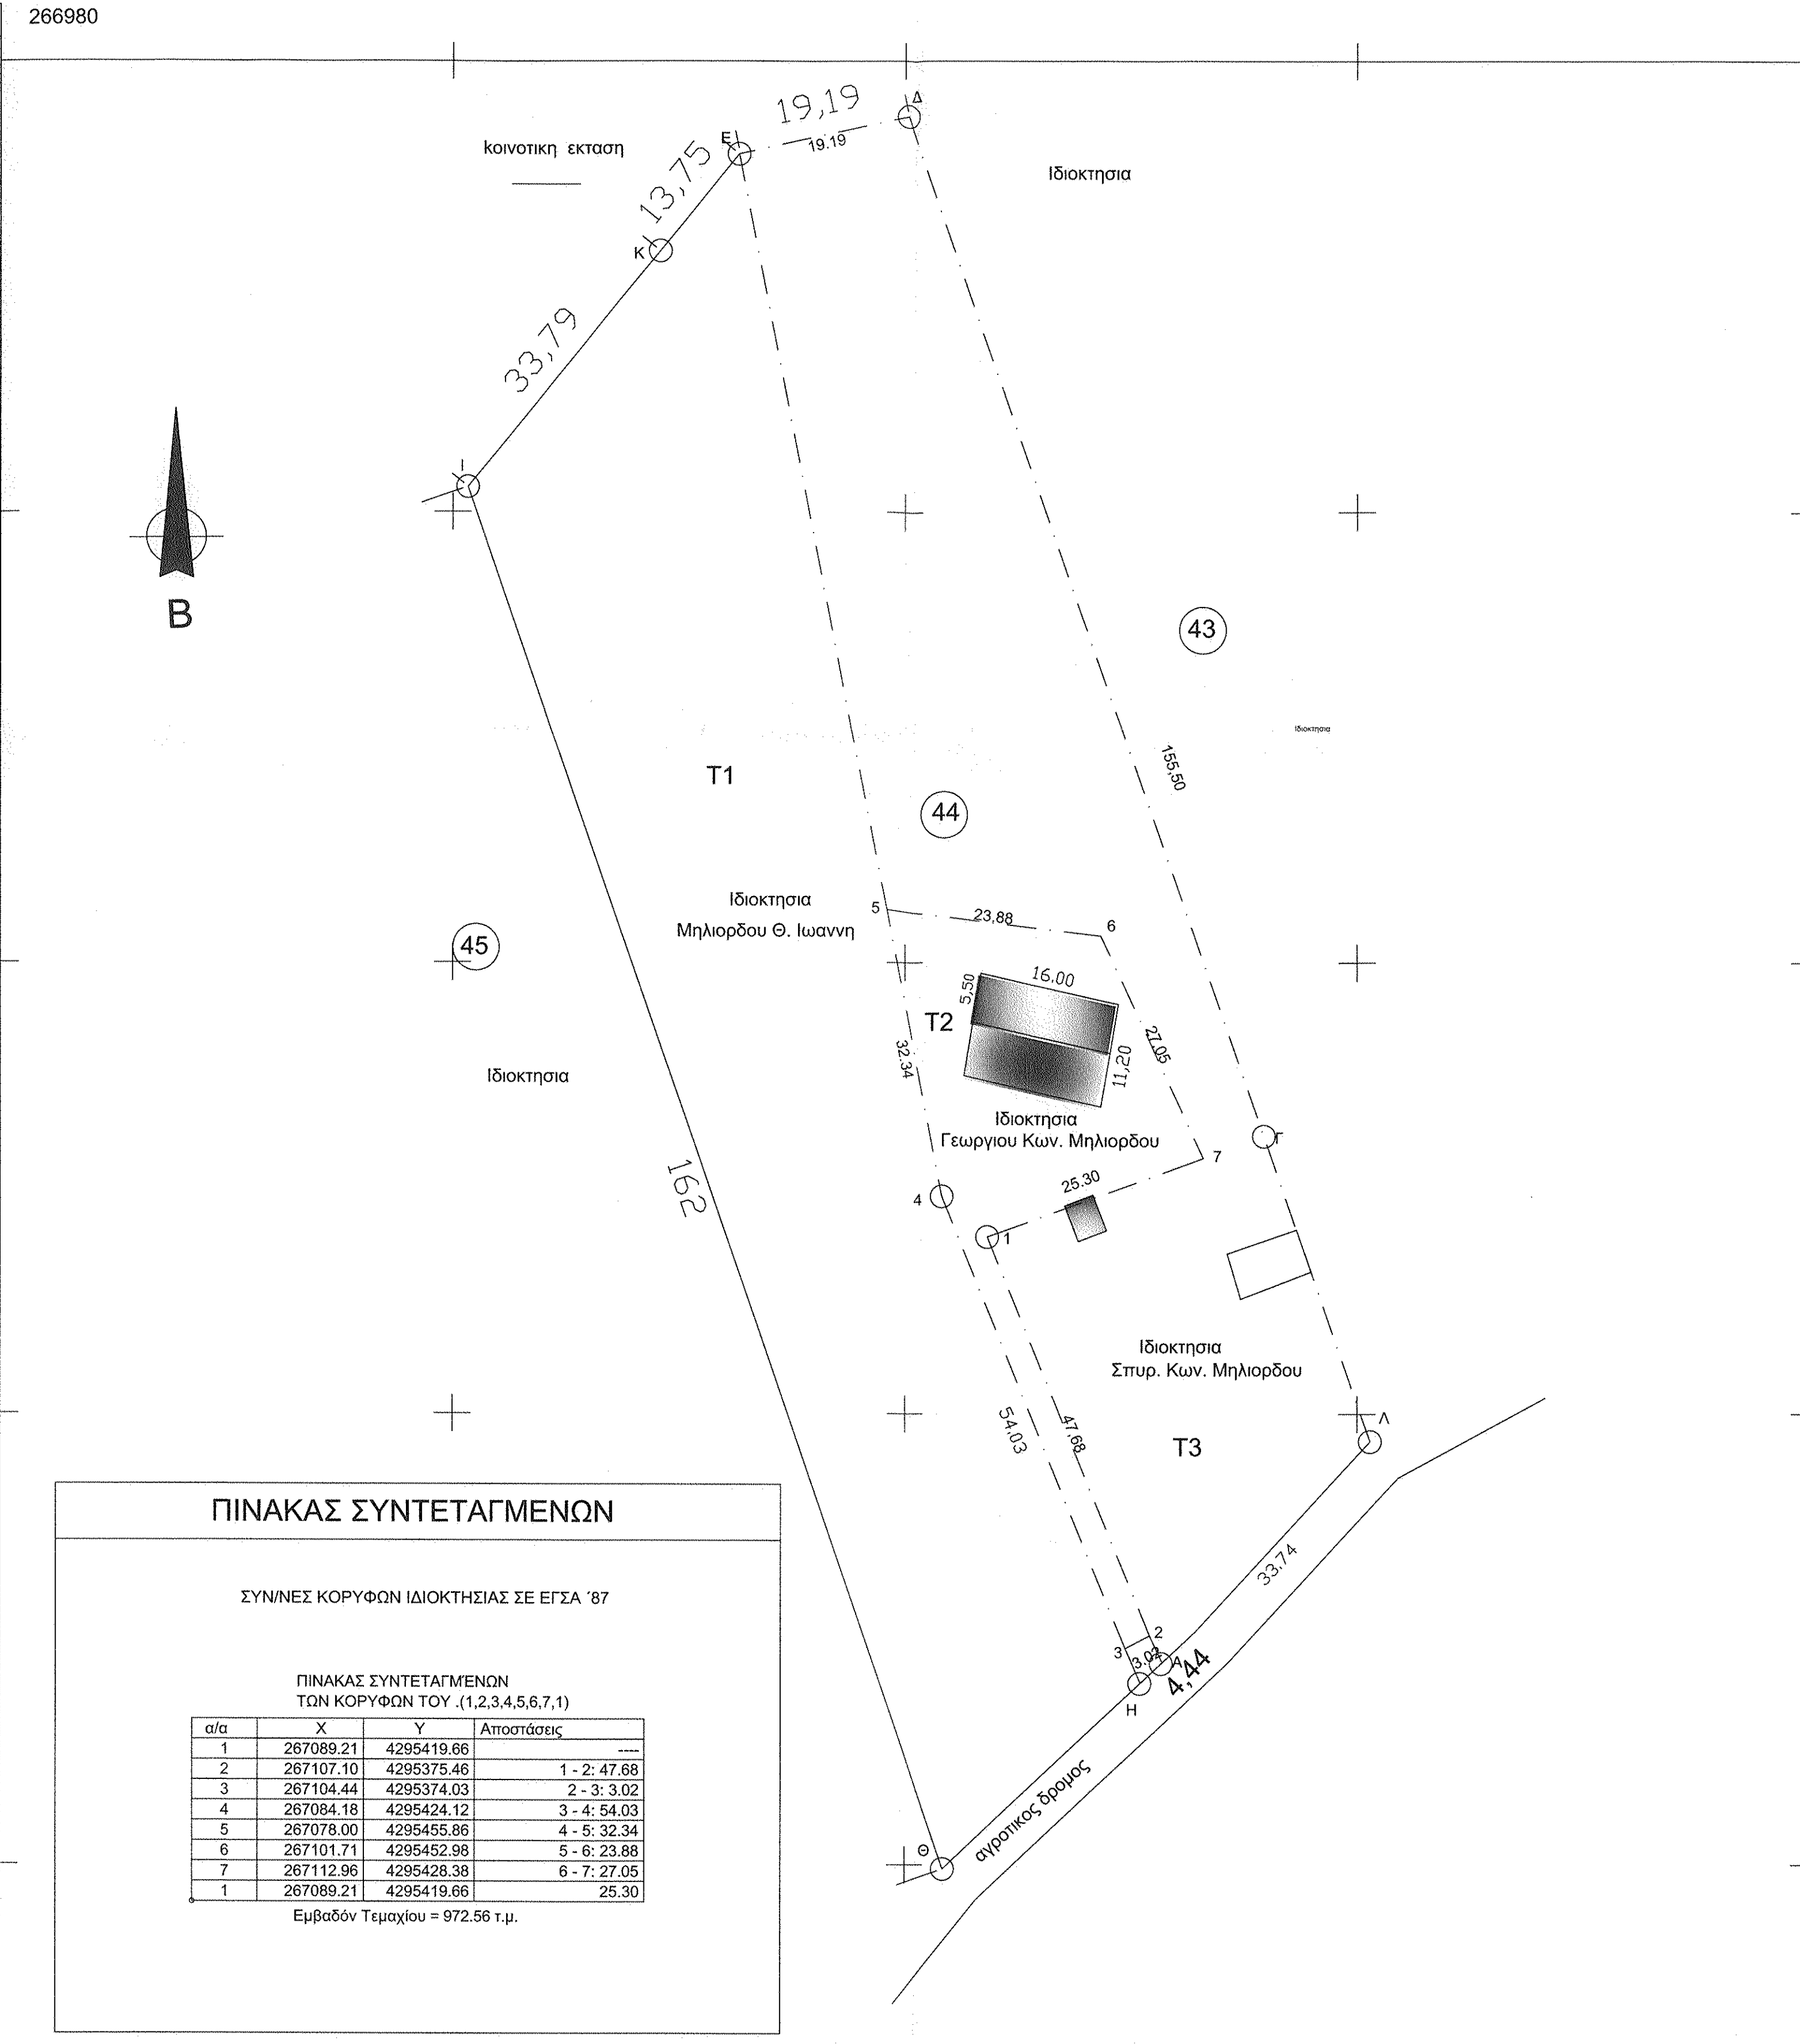 266980
19,19
Δ
E
19.19
κοινοτικη εκταση
13,75
Ιδιοκτησια
K
33,79
I
B
43
Ιδιοκτησια
155,50
T1
44
Ιδιοκτησια
Μηλιορδου Θ. Ιωαννη
5
23,88
6
45
16.00
5,50
T2
27.05
32.34
11,20
Ιδιοκτησια
Ιδιοκτησια
Γεωργιου Κων. Μηλιορδου
Γ
7
162
25.30
4
1
Ιδιοκτησια
Σπυρ. Κων. Μηλιορδου
54.03
47.68
T3
Λ
33.74
2
3
3.02
A
4,44
H
αγροτικος δρομος
Θ
ΠΙΝΑΚΑΣ ΣΥΝΤΕΤΑΓΜΕΝΩΝ
ΣΥΝ/ΝΕΣ ΚΟΡΥΦΩΝ ΙΔΙΟΚΤΗΣΙΑΣ ΣΕ ΕΓΣΑ ΄87
ΠΙΝΑΚΑΣ ΣΥΝΤΕΤΑΓΜΈΝΩΝ
ΤΩΝ ΚΟΡΥΦΩΝ ΤΟΥ .(1,2,3,4,5,6,7,1)
α/α X Y Αποστάσεις
1 267089.21 4295419.66 ----
2 267107.10 4295375.46 1 - 2: 47.68
3 267104.44 4295374.03 2 - 3: 3.02
4 267084.18 4295424.12 3 - 4: 54.03
5 267078.00 4295455.86 4 - 5: 32.34
6 267101.71 4295452.98 5 - 6: 23.88
7 267112.96 4295428.38 6 - 7: 27.05
1 267089.21 4295419.66 25.30
Εμβαδόν Τεμαχίου = 972.56 τ.μ.